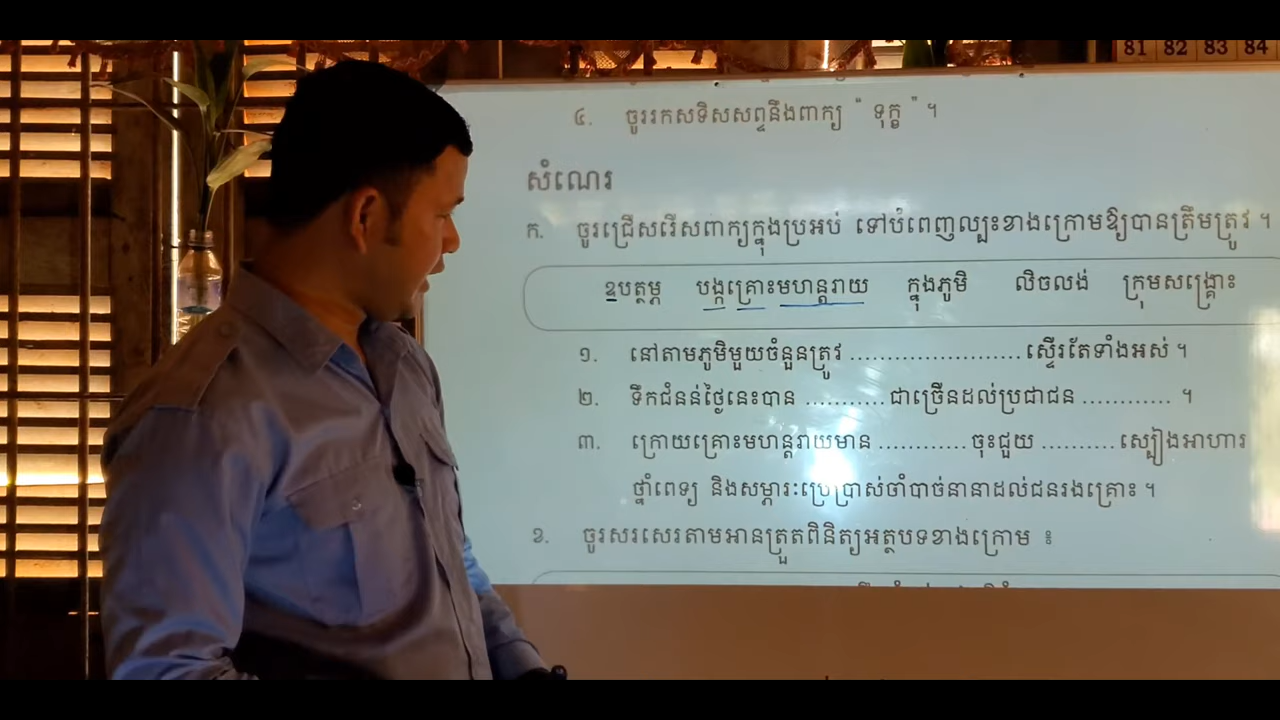 81 82 83 84
៤. ចូររកសទិសសព្ទនឹងពាក្យ " ទុក្ខ " ។
សំណេរ
ក. ចូរជ្រើសរើសពាក្យក្នុងប្រអប់ ទៅបំពេញល្បះខាងក្រោមឱ្យបានត្រឹមត្រូវ ។
ឧបត្ថម្ភ បង្កគ្រោះមហន្តរាយ ក្នុងភូមិ លិចលង់ ក្រុមសង្គ្រោះ
១. នៅតាមភូមិមួយចំនួនត្រូវ ....................... ស្ទើរតែទាំងអស់ ។
២. ទឹកជំនន់ថ្ងៃនេះបាន ........... ជាច្រើនដល់ប្រជាជន ............ ។
៣. ក្រោយគ្រោះមហន្តរាយមាន ............ ចុះជួយ .......... ស្បៀងអាហារ
ថ្នាំពេទ្យ និងសម្ភារៈប្រើប្រាស់ចាំបាច់នានាដល់ជនរងគ្រោះ ។
ខ. ចូរសរសេរតាមអានត្រួតពិនិត្យអត្ថបទខាងក្រោម ៖